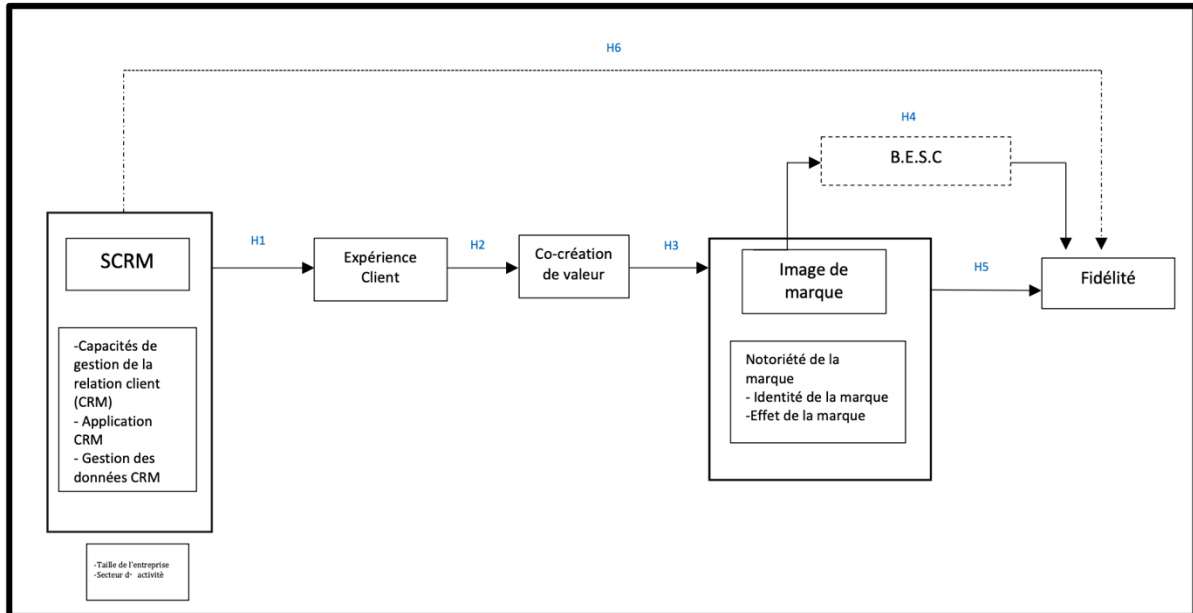 H6
H4
B.E.S.C
SCRM
H1
Expérience
Client
H2
Co-création
de valeur
H3
Image de
marque
H5
Fidélité
-Capacités de
gestion de la
relation client
(CRM)
- Application
CRM
- Gestion des
données CRM
Notoriété de la
marque
- Identité de la marque
-Effet de la marque
-Taille de l'entreprise
-Secteur d- activité